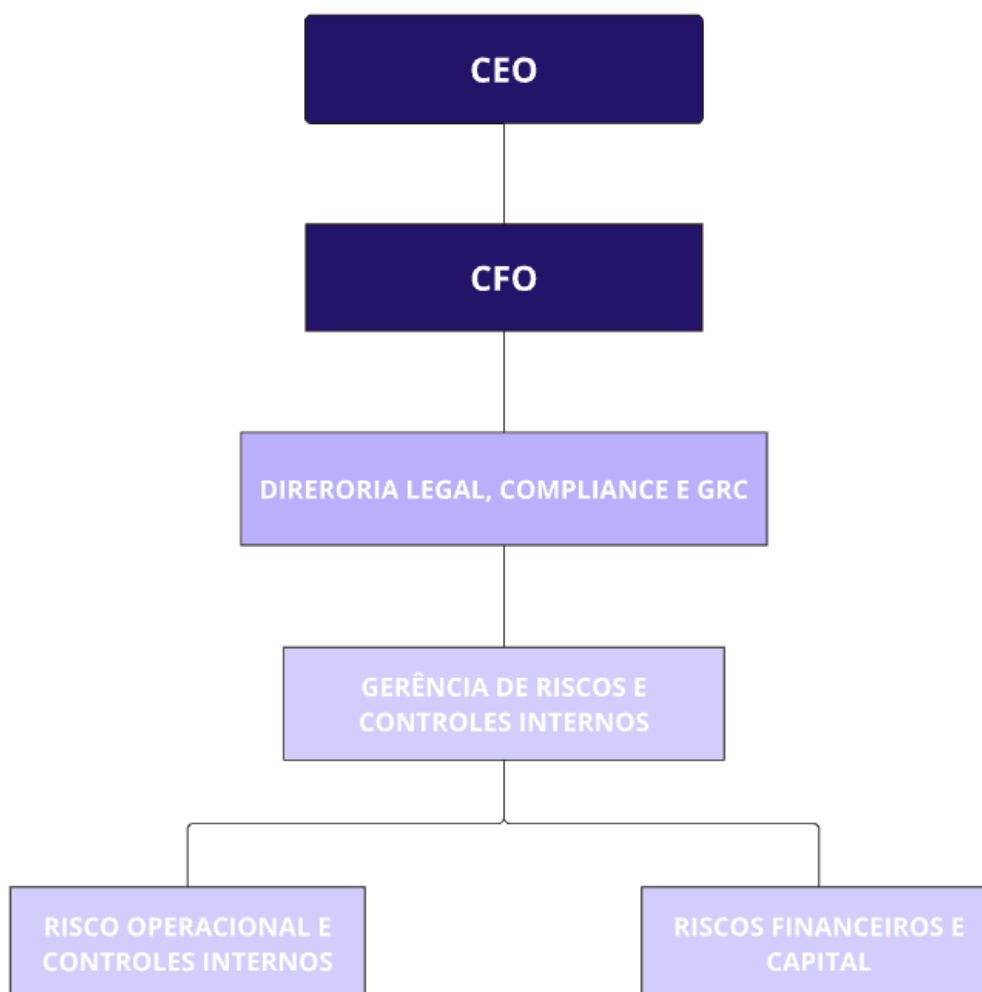 CEO
CFO
DIRERORIA LEGAL, COMPLIANCE E GRC
GERÊNCIA DE RISCOS E
CONTROLES INTERNOS
RISCO OPERACIONAL E
CONTROLES INTERNOS
RISCOS FINANCEIROS E
CAPITAL